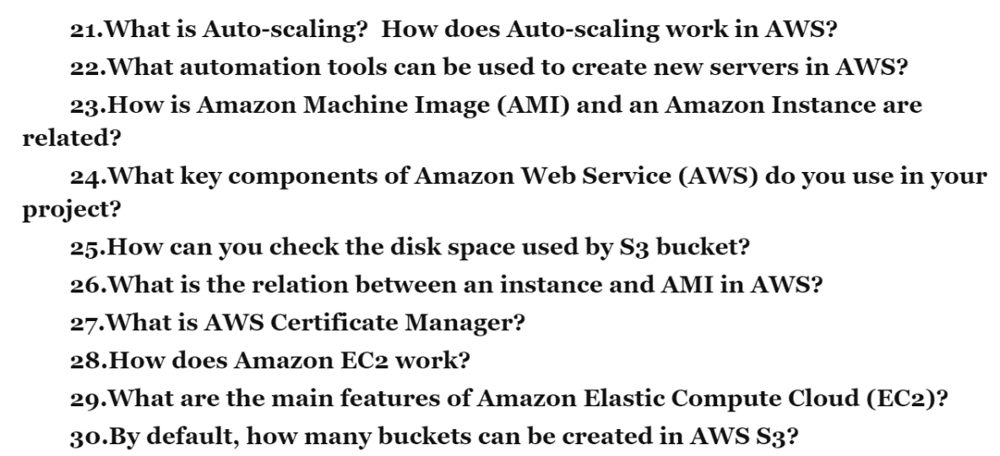 21.What is Auto-scaling?  How does Auto-scaling work in AWS?
22.What automation tools can be used to create new servers in AWS?
23.How is Amazon Machine Image (AMI) and an Amazon Instance are
related?
24.What key components of Amazon Web Service (AWS) do you use in your
project?
25.How can you check the disk space used by S3 bucket?
26.What is the relation between an instance and AMI in AWS?
27.What is AWS Certificate Manager?
28.How does Amazon EC2 work?
29.What are the main features of Amazon Elastic Compute Cloud (EC2)?
30.By default, how many buckets can be created in AWS S3?